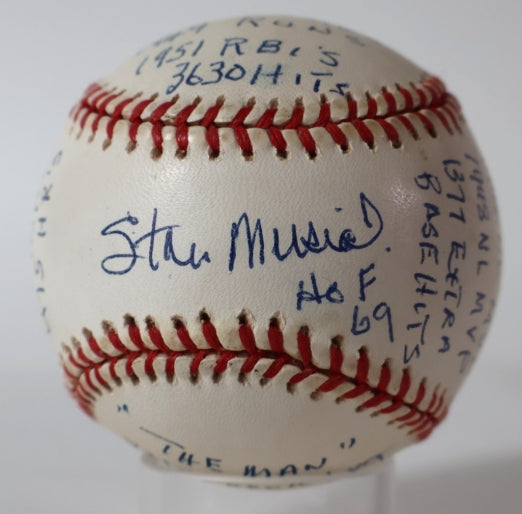 1951 RBI'S
3630 HITS
Stan Musial
HOF
69
1948 NL MVP
1377 EXTRA
BASE HITS
"THE MAN"